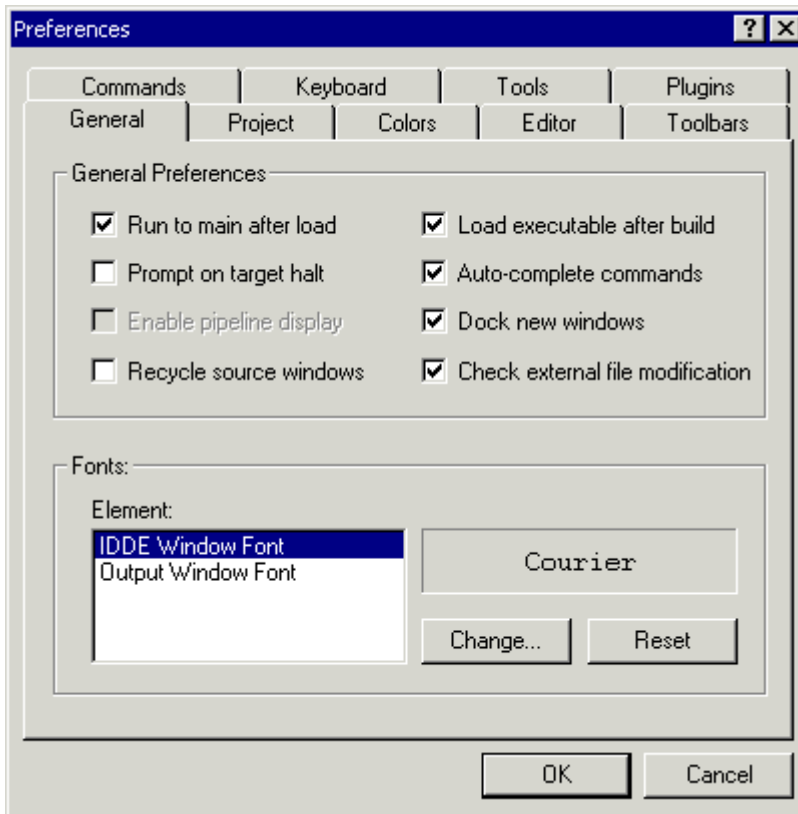 Preferences
Commands Keyboard Tools Plugins
General Project Colors Editor Toolbars
General Preferences
Run to main after load Load executable after build
Prompt on target halt Auto-complete commands
Enable pipeline display Dock new windows
Recycle source windows Check external file modification
Fonts:
Element:
IDDE Window Font
Output Window Font
Courier
Change... Reset
OK Cancel